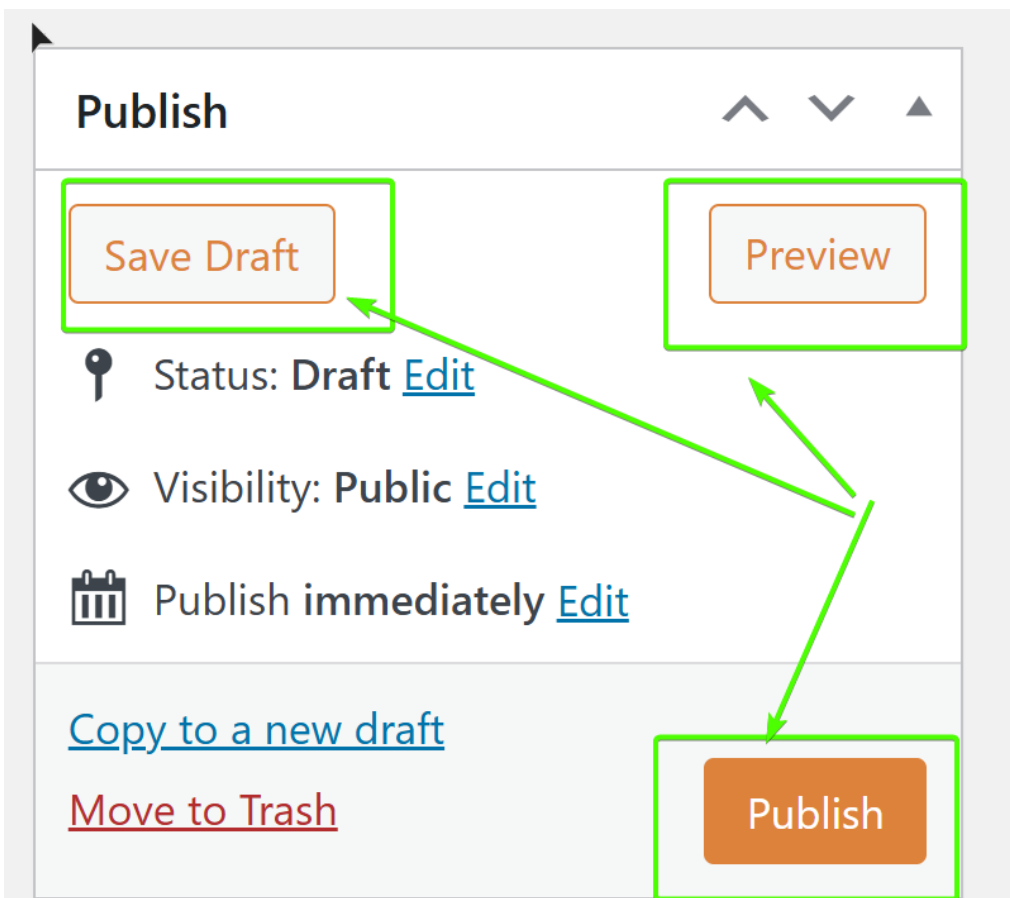 Publish
Save Draft
Preview
Status: Draft Edit
Visibility: Public Edit
Publish immediately Edit
Copy to a new draft
Move to Trash
Publish